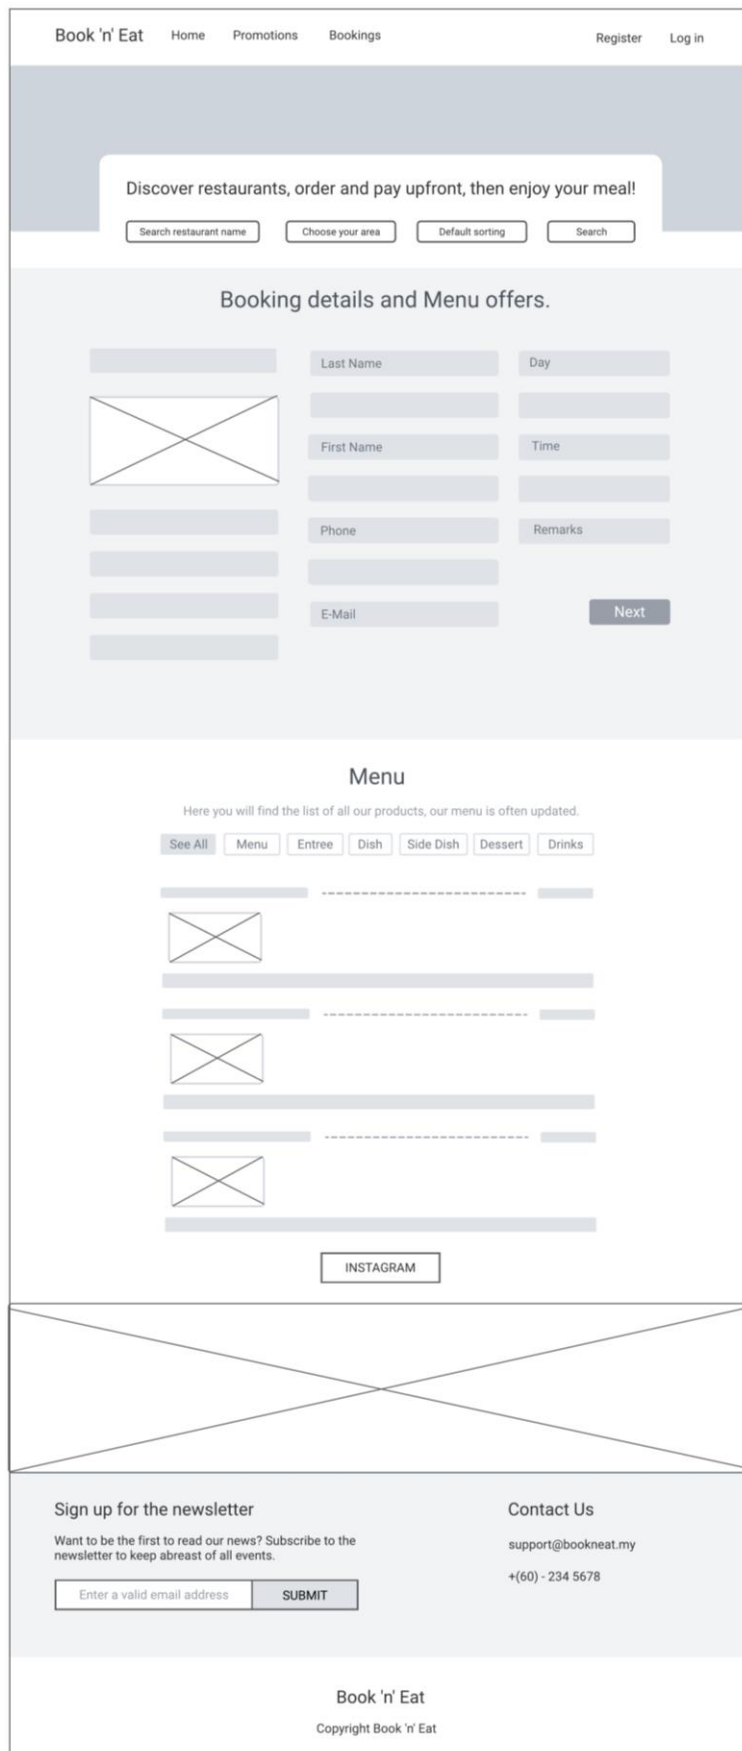 Book 'n' Eat Home Promotions Bookings Register Log in
Discover restaurants, order and pay upfront, then enjoy your meal!
Search restaurant name Choose your area Default sorting Search
Booking details and Menu offers.
Last Name Day
First Name Time
Phone Remarks
E-Mail Next
Menu
Here you will find the list of all our products, our menu is often updated.
See All Menu Entree Dish Side Dish Dessert Drinks
INSTAGRAM
Sign up for the newsletter
Want to be the first to read our news? Subscribe to the
newsletter to keep abreast of all events.
Enter a valid email address SUBMIT
Contact Us
support@bookneat.my
+(60) - 234 5678
Book 'n' Eat
Copyright Book 'n' Eat